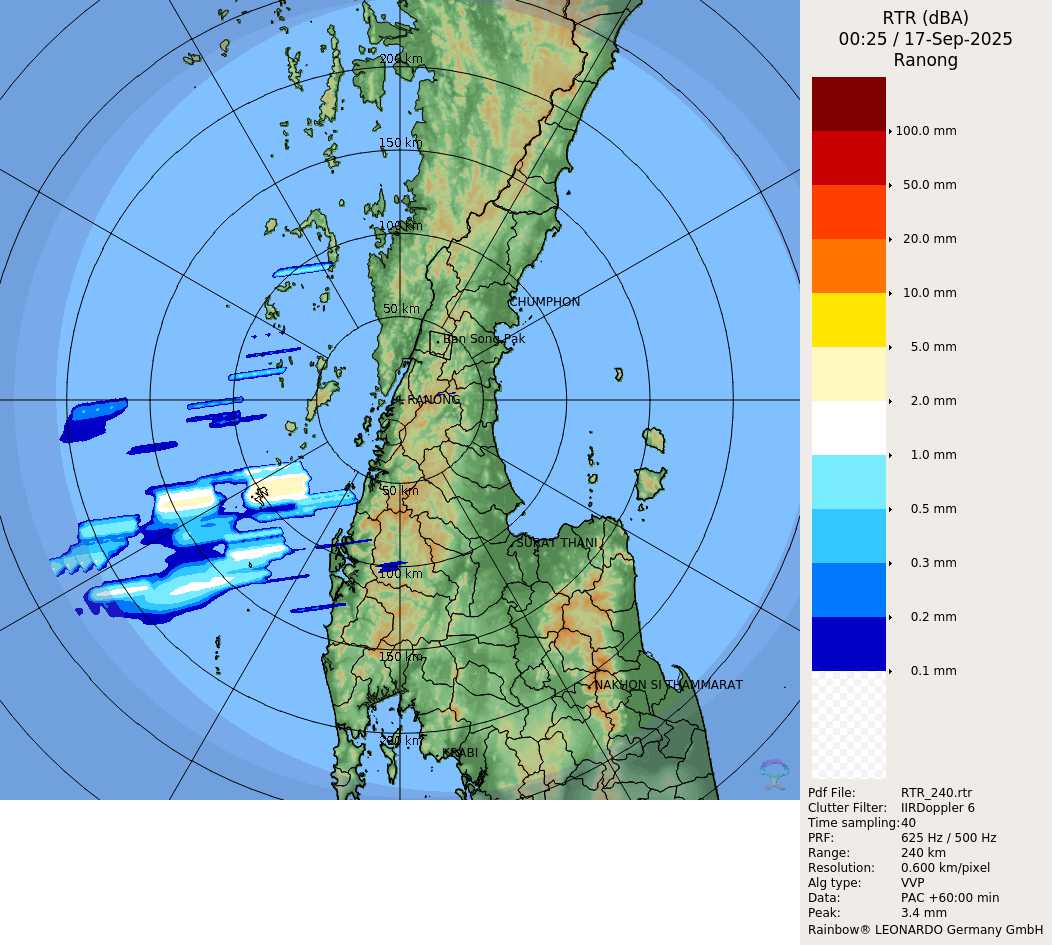 RTR (dBA)
00:25 / 17-Sep-2025
Ranong
200 km
150 km
100 km
50 km
CHUMPHON
Ban Song Pak
RANONG
50 km
SURAT THANI
100 km
150 km
NAKHON SI THAMMARAT
200 km
KRABI
100.0 mm
50.0 mm
20.0 mm
10.0 mm
5.0 mm
2.0 mm
1.0 mm
0.5 mm
0.3 mm
0.2 mm
0.1 mm
Pdf File: RTR_240.rtr
Clutter Filter: IIRDoppler 6
Time sampling: 40
PRF: 625 Hz / 500 Hz
Range: 240 km
Resolution: 0.600 km/pixel
Alg type: VVP
Data: PAC +60:00 min
Peak: 3.4 mm
Rainbow® LEONARDO Germany GmbH